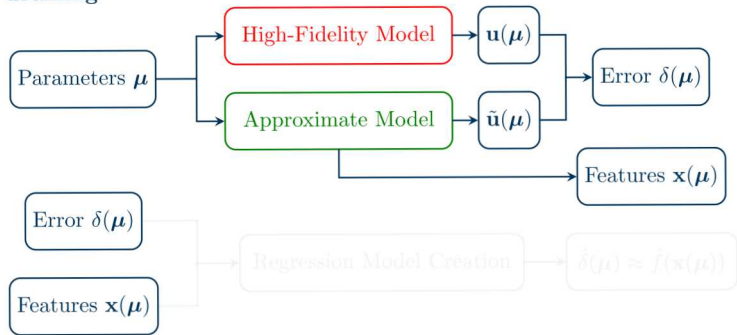 High-Fidelity Model
u(μ)
Parameters μ
Error δ(μ)
Approximate Model
ũ(μ)
Features x(μ)
Error δ(μ)
Regression Model Creation
Features x(μ)